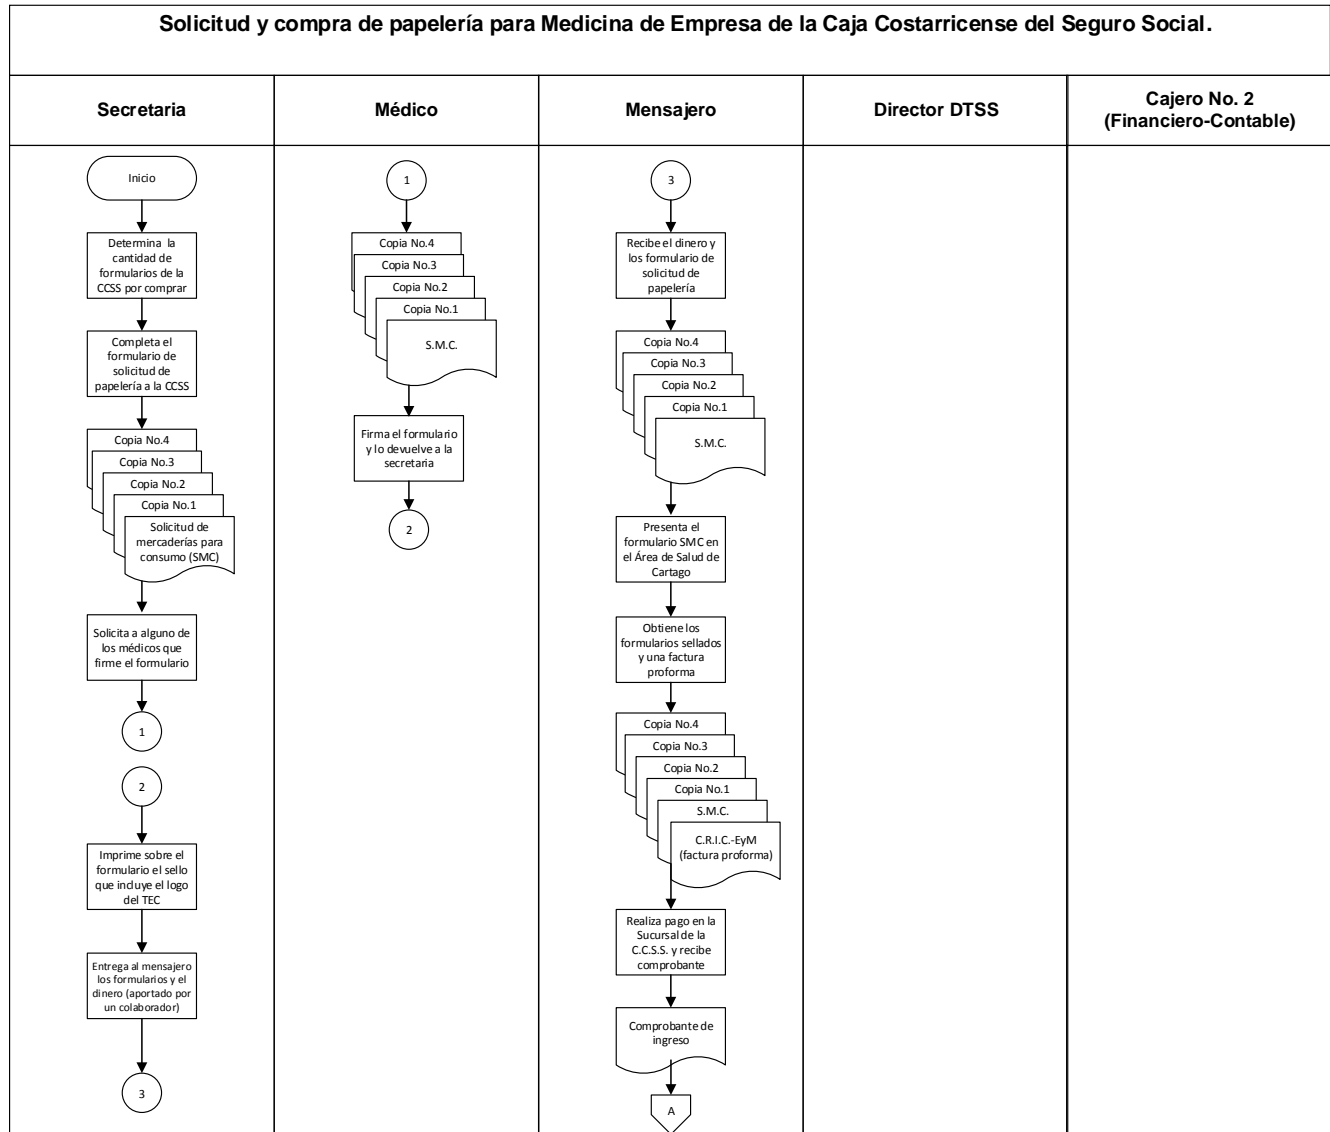 Solicitud y compra de papelería para Medicina de Empresa de la Caja Costarricense del Seguro Social.
Secretaria
Médico
Mensajero
Director DTSS
Cajero No. 2
(Financiero-Contable)
Inicio
Determina la
cantidad de
formularios de la
CCSS por comprar
Completa el
formulario de
solicitud de
papelería a la CCSS
Copia No.4
Copia No.3
Copia No.2
Copia No.1
Solicitud de
mercaderías para
consumo (SMC)
Solicita a alguno de
los médicos que
firme el formulario
1
2
Imprime sobre el
formulario el sello
que incluye el logo
del TEC
Entrega al mensajero
los formularios y el
dinero (aportado por
un colaborador)
3
1
Copia No.4
Copia No.3
Copia No.2
Copia No.1
S.M.C.
Firma el formulario
y lo devuelve a la
secretaria
2
3
Recibe el dinero y
los formulario de
solicitud de
papelería
Copia No.4
Copia No.3
Copia No.2
Copia No.1
S.M.C.
Presenta el
formulario SMC en
el Área de Salud de
Cartago
Obtiene los
formularios sellados
y una factura
proforma
Copia No.4
Copia No.3
Copia No.2
Copia No.1
S.M.C.
C.R.I.C.-EyM
(factura proforma)
Realiza pago en la
Sucursal de la
C.C.S.S. y recibe
comprobante
Comprobante de
ingreso
A